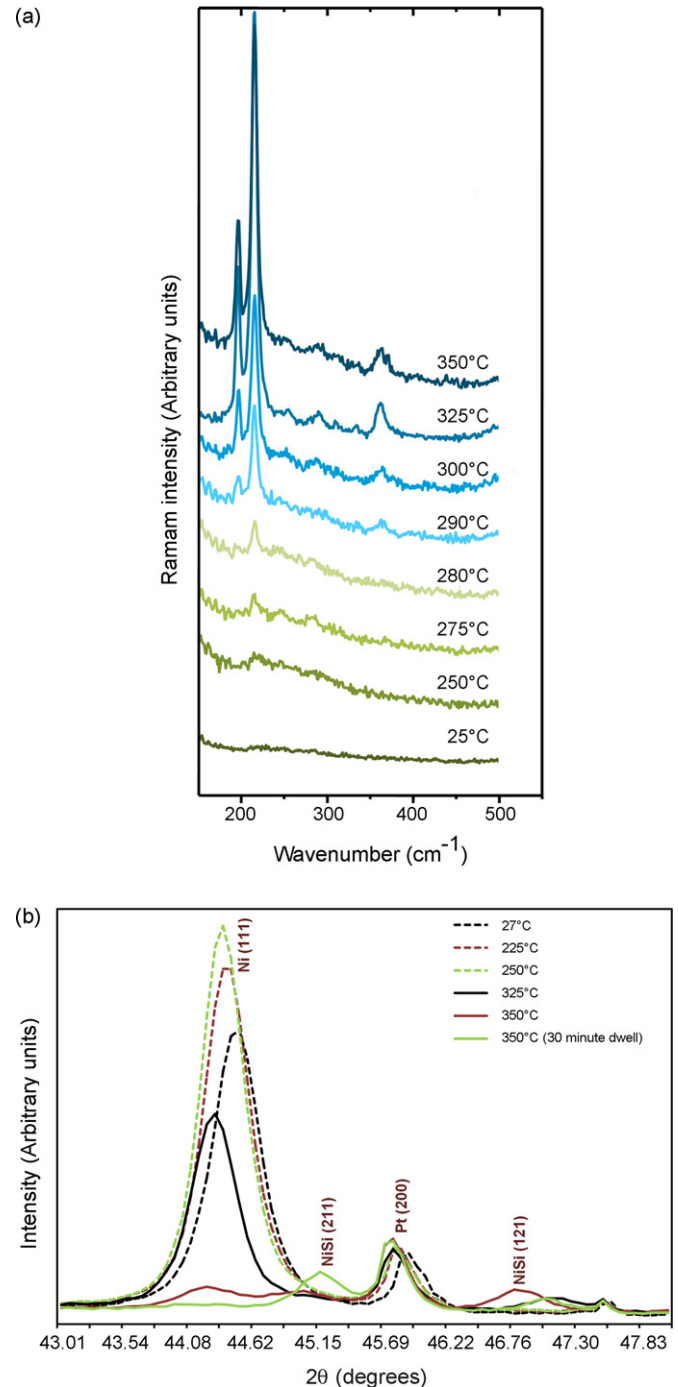 (a)
Ramam intensity (Arbitrary units)
350°C
325°C
300°C
290°C
280°C
275°C
250°C
25°C
200 300 400 500
Wavenumber (cm-1)
(b)
Intensity (Arbitrary units)
Ni (111)
NiSi (211)
Pt (200)
NiSi (121)
27°C
225°C
250°C
325°C
350°C
350°C (30 minute dwell)
43.01 43.54 44.08 44.62 45.15 45.69 46.22 46.76 47.30 47.83
2θ (degrees)